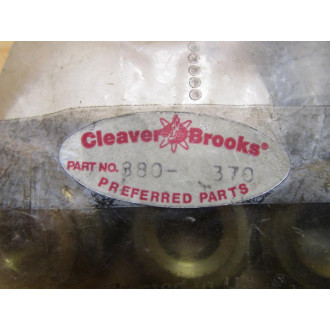 Cleaver Brooks®
PART NO. 880- 370
PREFERRED PARTS